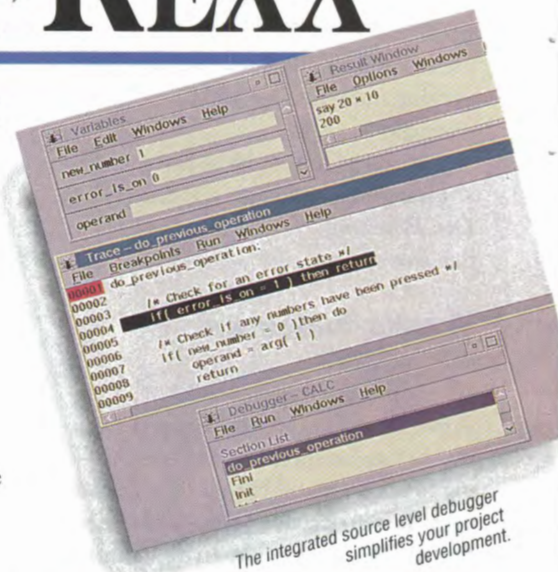 REXX
Variables
File Edit Windows Help
new_number 1
error_is_on 0
operand
Result Window
File Options Windows
say 20 * 10
200
Trace – do_previous_operation
File Breakpoints Run Windows Help
00001 do_previous_operation:
00002
00003 /* Check for an error state */
00004 if( error_is_on = 1 ) then return
00005
00006 /* Check if any numbers have been pressed */
00007 if( new_number = 0 )then do
00008 operand = arg( 1 )
00009 return
Debugger – CALC
File Run Windows Help
Section List
do_previous_operation
Fini
Init
The integrated source level debugger
simplifies your project
development.